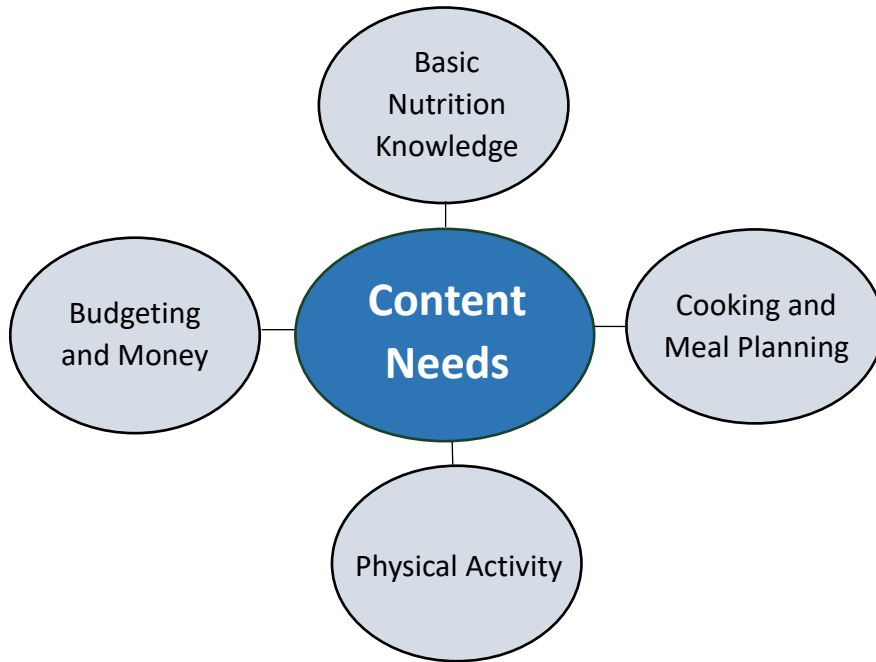 Basic
Nutrition
Knowledge
Budgeting
and Money
Content
Needs
Cooking and
Meal Planning
Physical Activity